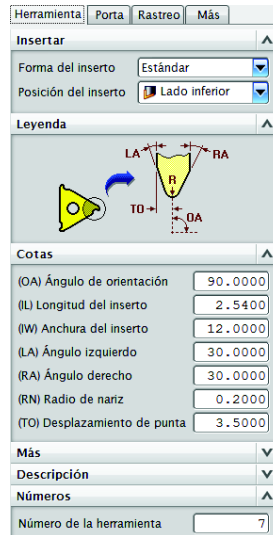 Herramienta Porta Rastreo Más
Insertar
Forma del inserto Estándar
Posición del inserto Lado inferior
Leyenda
LA RA
R
TO OA
Cotas
(OA) Ángulo de orientación 90.0000
(IL) Longitud del inserto 2.5400
(IW) Anchura del inserto 12.0000
(LA) Ángulo izquierdo 30.0000
(RA) Ángulo derecho 30.0000
(RN) Radio de nariz 0.2000
(TO) Desplazamiento de punta 3.5000
Más
Descripción
Números
Número de la herramienta 7